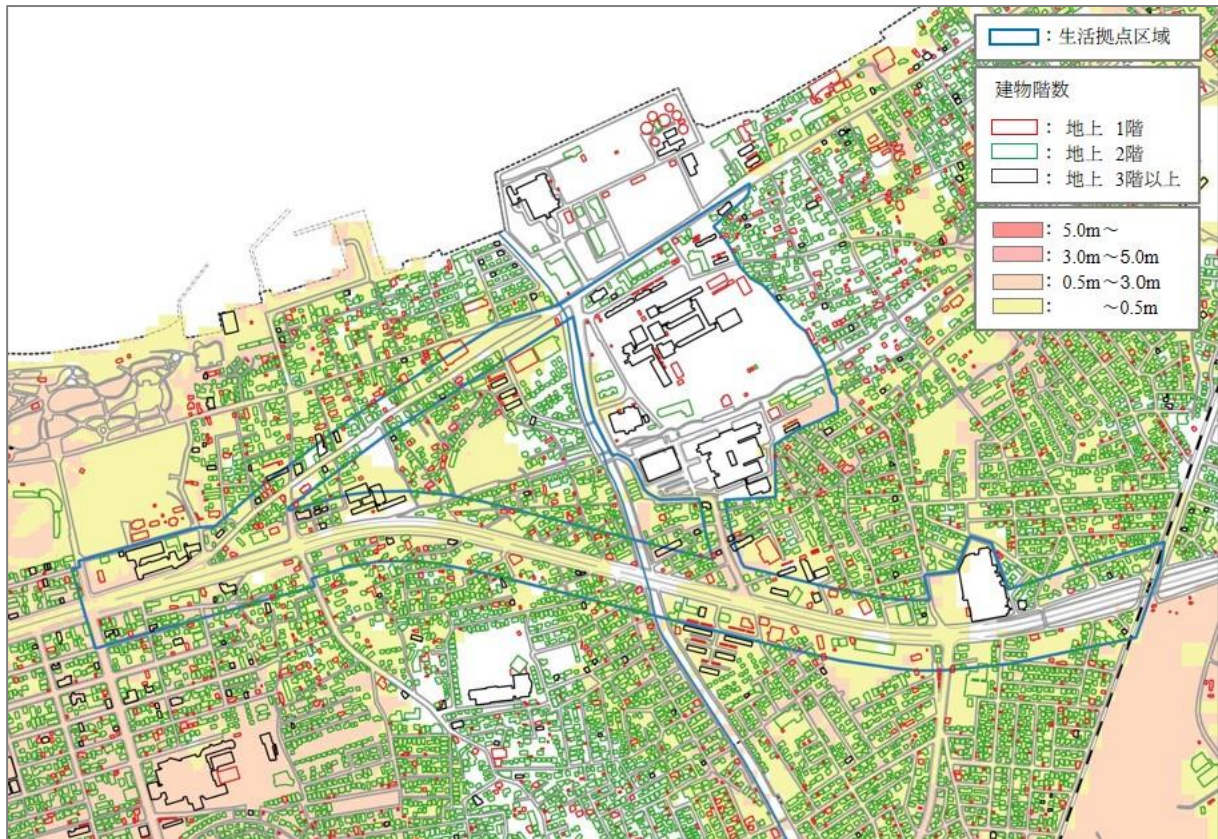 ：生活拠点区域
建物階数
：地上 1階
：地上 2階
：地上 3階以上
：5.0m～
：3.0m～5.0m
：0.5m～3.0m
：～0.5m